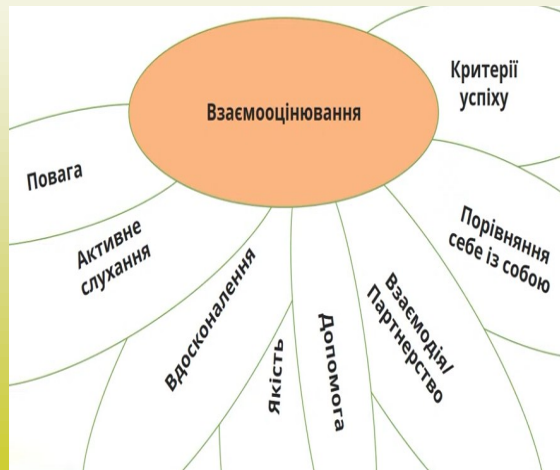 Взаємооцінювання
Критерії
успіху
Повага
Активне
слухання
Вдосконалення
Якість
Допомога
Взаємодія/
Партнерство
Порівняння
себе із собою